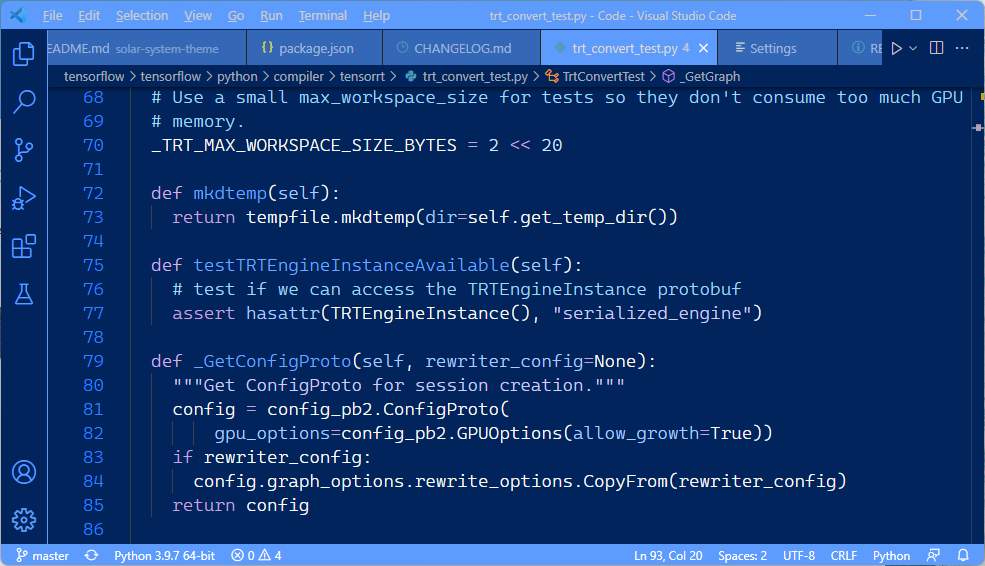 File Edit Selection View Go Run Terminal Help trt_convert_test.py - Code - Visual Studio Code
EADME.md solar-system-theme {} package.json CHANGELOG.md trt_convert_test.py 4 Settings RE
tensorflow > tensorflow > python > compiler > tensorrt > trt_convert_test.py > TrtConvertTest > _GetGraph
68 # Use a small max_workspace_size for tests so they don't consume too much GPU
69 # memory.
70 _TRT_MAX_WORKSPACE_SIZE_BYTES = 2 << 20
71
72 def mkdtemp(self):
73 return tempfile.mkdtemp(dir=self.get_temp_dir())
74
75 def testTRTEngineInstanceAvailable(self):
76 # test if we can access the TRTEngineInstance protobuf
77 assert hasattr(TRTEngineInstance(), "serialized_engine")
78
79 def _GetConfigProto(self, rewriter_config=None):
80 """Get ConfigProto for session creation."""
81 config = config_pb2.ConfigProto(
82 gpu_options=config_pb2.GPUOptions(allow_growth=True))
83 if rewriter_config:
84 config.graph_options.rewrite_options.CopyFrom(rewriter_config)
85 return config
86
master Python 3.9.7 64-bit 0 4 Ln 93, Col 20 Spaces: 2 UTF-8 CRLF Python